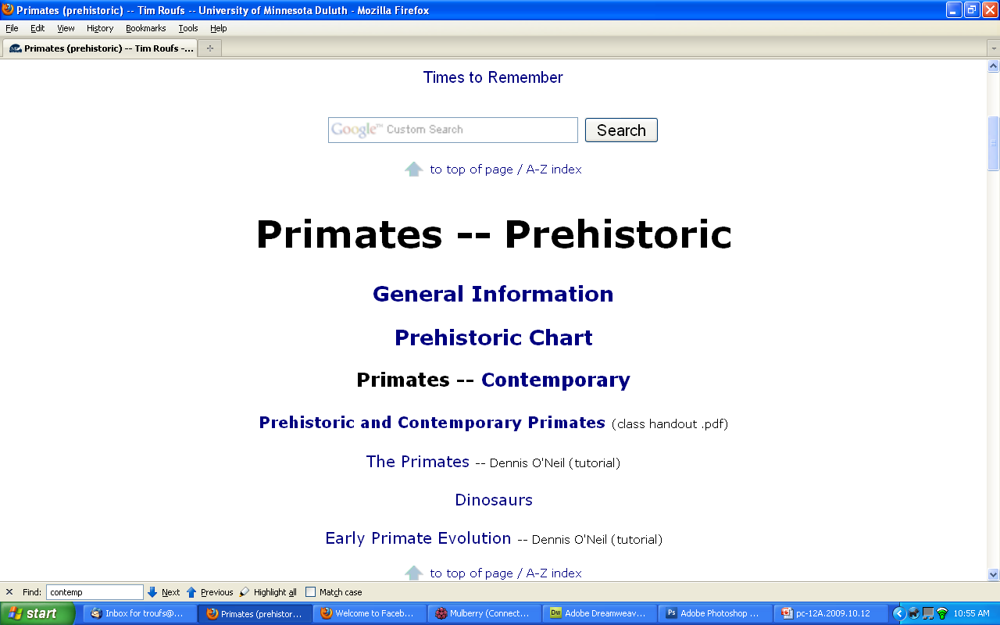 Primates (prehistoric) -- Tim Roufs -- University of Minnesota Duluth - Mozilla Firefox
File Edit View History Bookmarks Tools Help
Primates (prehistoric) -- Tim Roufs -...
Times to Remember
Google™ Custom Search Search
to top of page / A-Z index
Primates -- Prehistoric
General Information
Prehistoric Chart
Primates -- Contemporary
Prehistoric and Contemporary Primates (class handout .pdf)
The Primates -- Dennis O'Neil (tutorial)
Dinosaurs
Early Primate Evolution -- Dennis O'Neil (tutorial)
to top of page / A-Z index
Find: contemp Next Previous Highlight all Match case
start Inbox for troufs@... Primates (prehistor... Welcome to Faceb... Mulberry (Connect... Dw Adobe Dreamweav... Ps Adobe Photoshop ... pc-12A.2009.10.12 10:55 AM